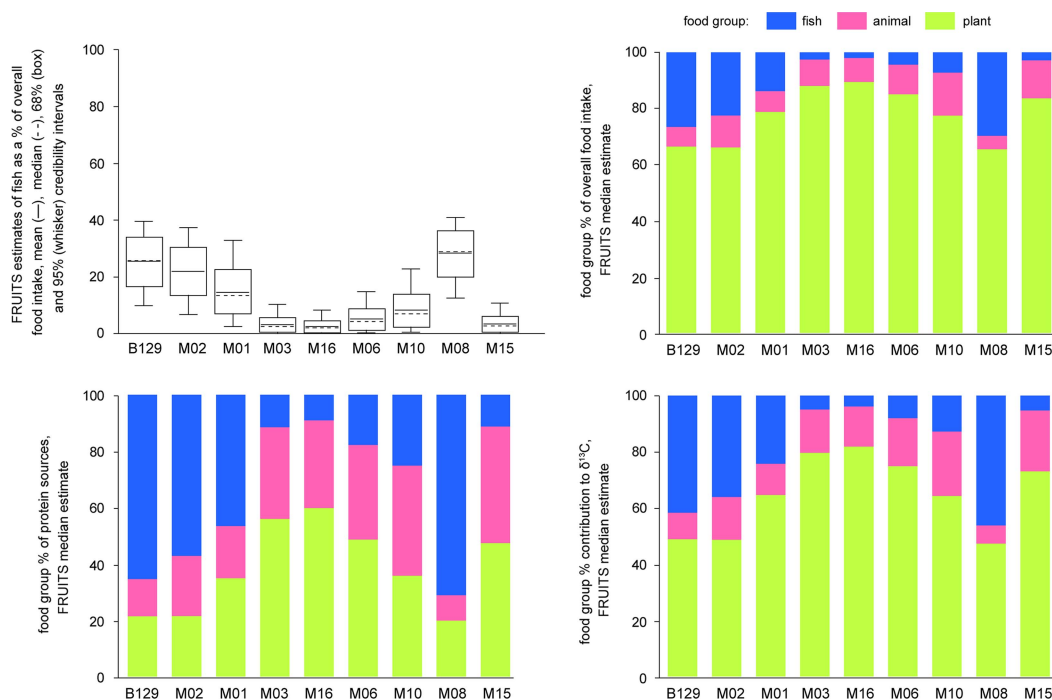 food group: fish animal plant
FRUITS estimates of fish as a % of overall
food intake, mean (—), median (- -), 68% (box)
and 95% (whisker) credibility intervals
100
80
60
40
20
0
B129 M02 M01 M03 M16 M06 M10 M08 M15
food group % of overall food intake,
FRUITS median estimate
100
80
60
40
20
0
B129 M02 M01 M03 M16 M06 M10 M08 M15
food group % of protein sources,
FRUITS median estimate
100
80
60
40
20
0
B129 M02 M01 M03 M16 M06 M10 M08 M15
food group % contribution to δ¹³C,
FRUITS median estimate
100
80
60
40
20
0
B129 M02 M01 M03 M16 M06 M10 M08 M15